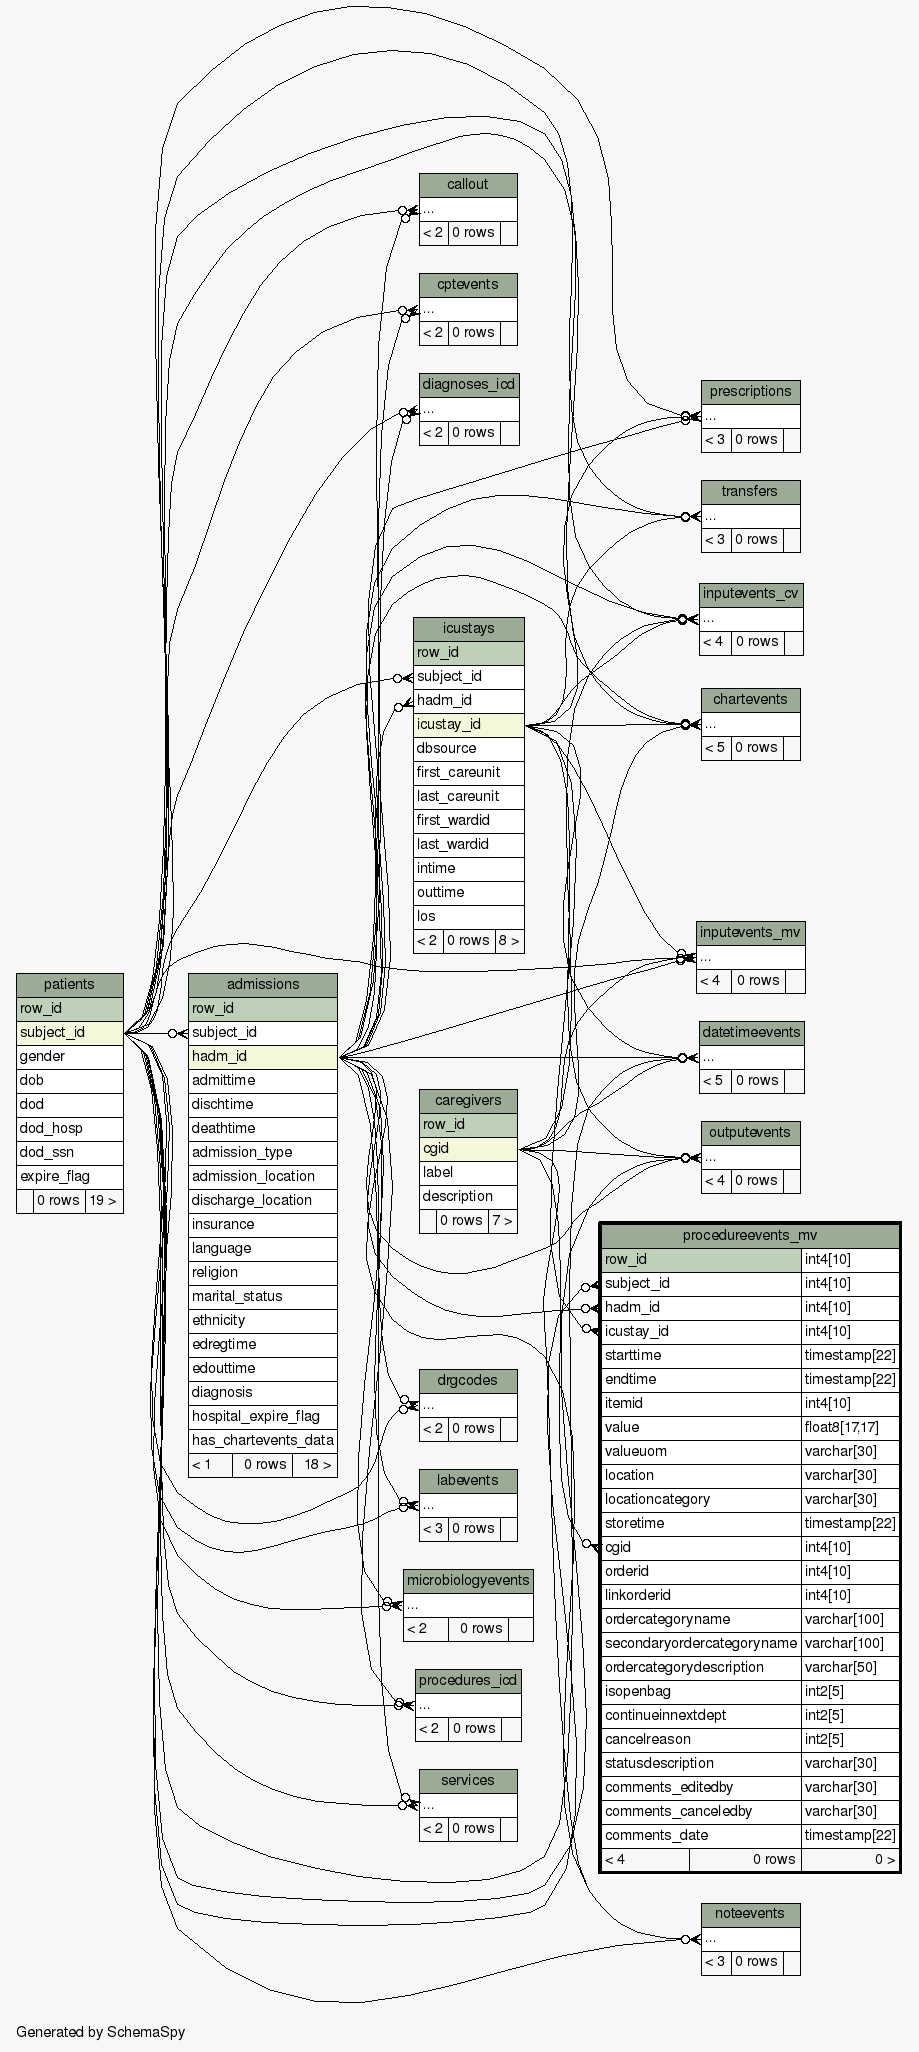 callout
...
< 2 0 rows
cptevents
...
< 2 0 rows
diagnoses_icd
...
< 2 0 rows
prescriptions
...
< 3 0 rows
transfers
...
< 3 0 rows
inputevents_cv
...
< 4 0 rows
icustays
row_id
subject_id
hadm_id
icustay_id
dbsource
first_careunit
last_careunit
first_wardid
last_wardid
intime
outtime
los
< 2 0 rows 8 >
chartevents
...
< 5 0 rows
inputevents_mv
...
< 4 0 rows
patients
row_id
subject_id
gender
dob
dod
dod_hosp
dod_ssn
expire_flag
0 rows 19 >
admissions
row_id
subject_id
hadm_id
admittime
dischtime
deathtime
admission_type
admission_location
discharge_location
insurance
language
religion
marital_status
ethnicity
edregtime
edouttime
diagnosis
hospital_expire_flag
has_chartevents_data
< 1 0 rows 18 >
datetimeevents
...
< 5 0 rows
caregivers
row_id
cgid
label
description
0 rows 7 >
outputevents
...
< 4 0 rows
procedureevents_mv
row_id int4[10]
subject_id int4[10]
hadm_id int4[10]
icustay_id int4[10]
starttime timestamp[22]
endtime timestamp[22]
itemid int4[10]
value float8[17,17]
valueuom varchar[30]
location varchar[30]
locationcategory varchar[30]
storetime timestamp[22]
cgid int4[10]
orderid int4[10]
linkorderid int4[10]
ordercategoryname varchar[100]
secondaryordercategoryname varchar[100]
ordercategorydescription varchar[50]
isopenbag int2[5]
continueinnextdept int2[5]
cancelreason int2[5]
statusdescription varchar[30]
comments_editedby varchar[30]
comments_canceledby varchar[30]
comments_date timestamp[22]
< 4 0 rows 0 >
drgcodes
...
< 2 0 rows
labevents
...
< 3 0 rows
microbiologyevents
...
< 2 0 rows
procedures_icd
...
< 2 0 rows
services
...
< 2 0 rows
noteevents
...
< 3 0 rows
Generated by SchemaSpy